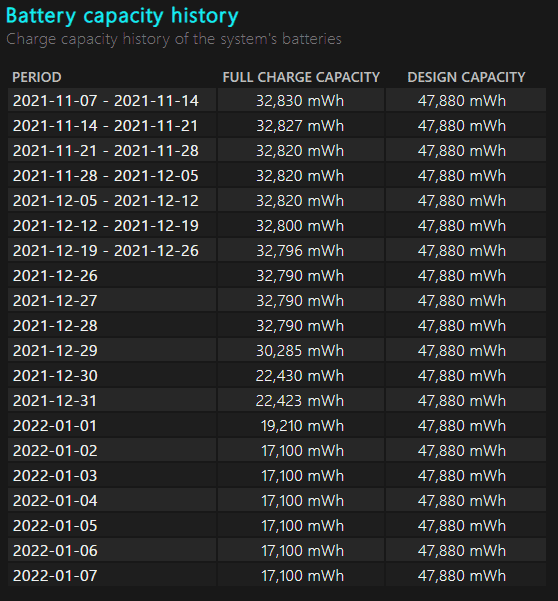 Battery capacity history
Charge capacity history of the system's batteries
PERIOD FULL CHARGE CAPACITY DESIGN CAPACITY
2021-11-07 - 2021-11-14 32,830 mWh 47,880 mWh
2021-11-14 - 2021-11-21 32,827 mWh 47,880 mWh
2021-11-21 - 2021-11-28 32,820 mWh 47,880 mWh
2021-11-28 - 2021-12-05 32,820 mWh 47,880 mWh
2021-12-05 - 2021-12-12 32,820 mWh 47,880 mWh
2021-12-12 - 2021-12-19 32,800 mWh 47,880 mWh
2021-12-19 - 2021-12-26 32,796 mWh 47,880 mWh
2021-12-26 32,790 mWh 47,880 mWh
2021-12-27 32,790 mWh 47,880 mWh
2021-12-28 32,790 mWh 47,880 mWh
2021-12-29 30,285 mWh 47,880 mWh
2021-12-30 22,430 mWh 47,880 mWh
2021-12-31 22,423 mWh 47,880 mWh
2022-01-01 19,210 mWh 47,880 mWh
2022-01-02 17,100 mWh 47,880 mWh
2022-01-03 17,100 mWh 47,880 mWh
2022-01-04 17,100 mWh 47,880 mWh
2022-01-05 17,100 mWh 47,880 mWh
2022-01-06 17,100 mWh 47,880 mWh
2022-01-07 17,100 mWh 47,880 mWh